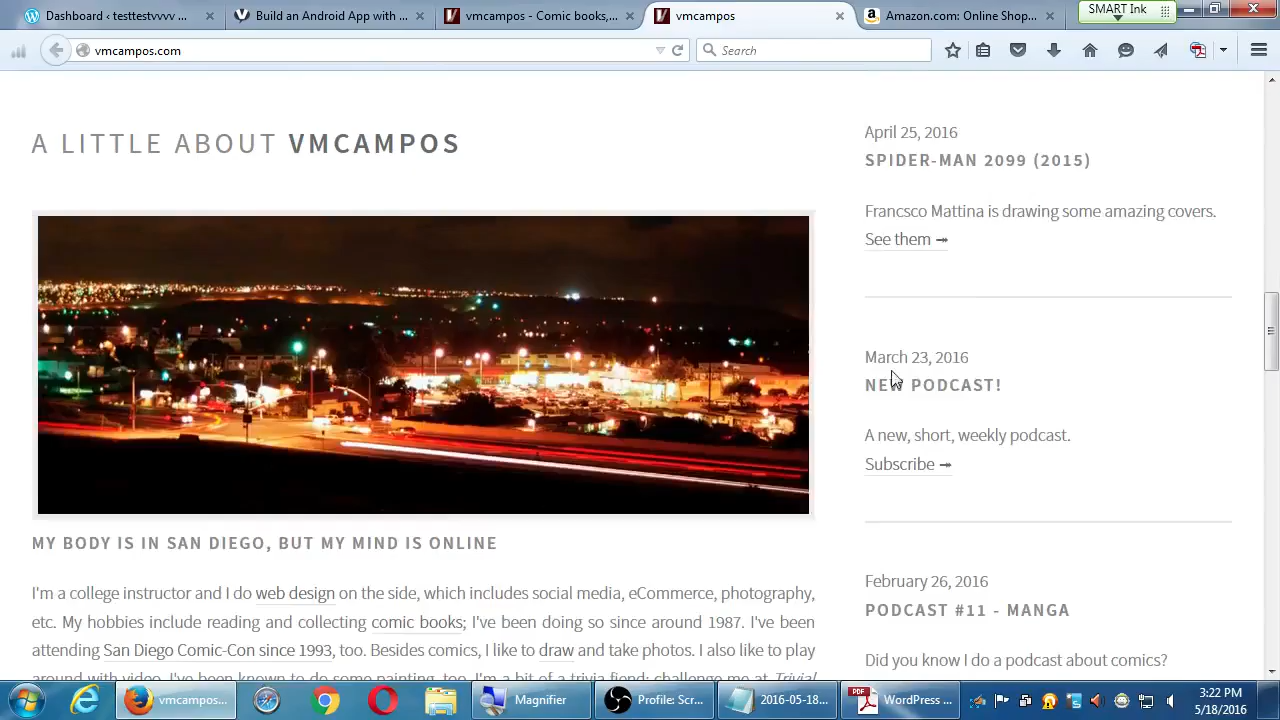 Dashboard ‹ testtestvvvv
Build an Android App with
vmcampos - Comic books,
vmcampos
Amazon.com: Online Shop...
SMART Ink
vmcampos.com
Search
A LITTLE ABOUT VMCAMPOS
MY BODY IS IN SAN DIEGO, BUT MY MIND IS ONLINE
I'm a college instructor and I do web design on the side, which includes social media, eCommerce, photography,
etc. My hobbies include reading and collecting comic books; I've been doing so since around 1987. I've been
attending San Diego Comic-Con since 1993, too. Besides comics, I like to draw and take photos. I also like to play
around with video. I've been known to do some painting, too. I'm a bit of a trivia fiend; challenge me at Trivial
April 25, 2016
SPIDER-MAN 2099 (2015)
Francsco Mattina is drawing some amazing covers.
See them ➞
March 23, 2016
NEW PODCAST!
A new, short, weekly podcast.
Subscribe ➞
February 26, 2016
PODCAST #11 - MANGA
Did you know I do a podcast about comics?
vmcampos...
Magnifier
Profile: Scr...
2016-05-18...
WordPress ...
3:22 PM
5/18/2016